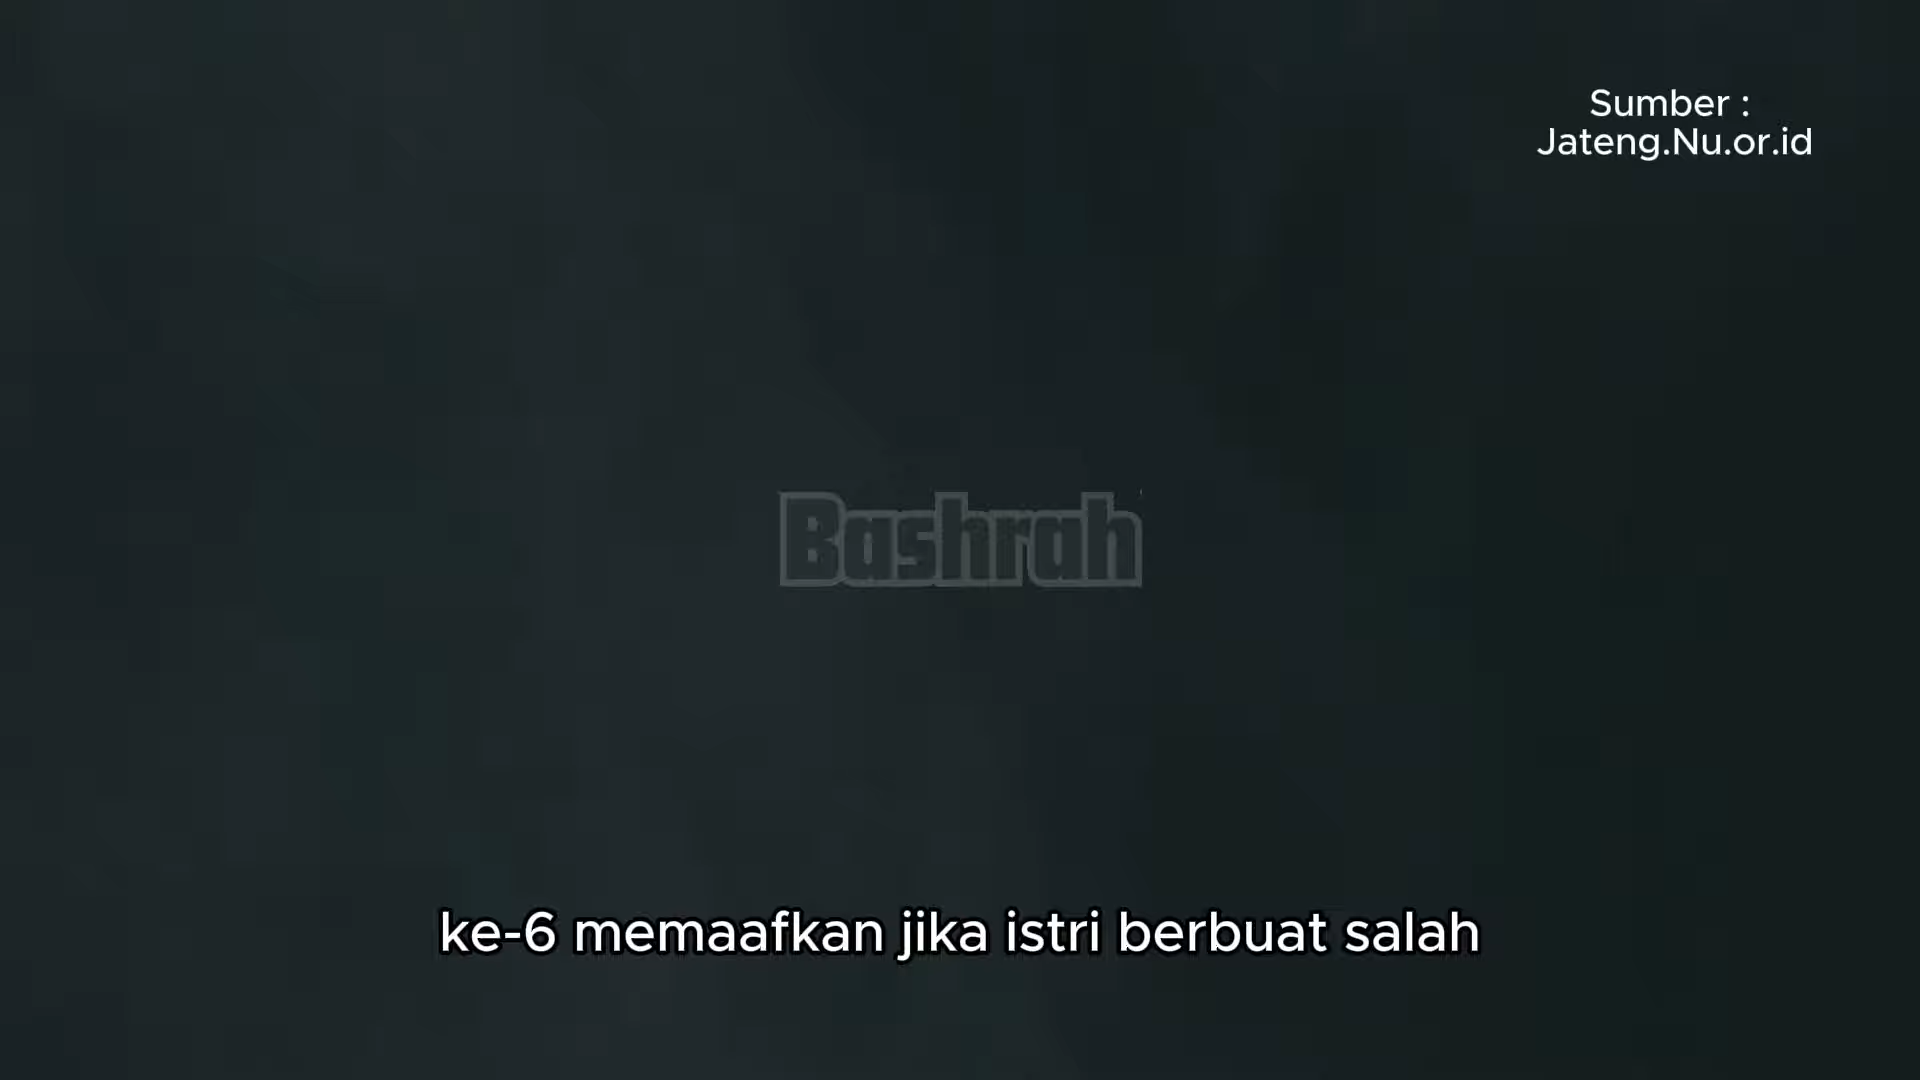 Sumber :
Jateng.Nu.or.id
Bashrah
ke-6 memaafkan jika istri berbuat salah